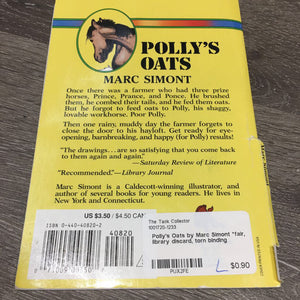 POLLY'S
OATS
MARC SIMONT
Once there was a farmer who had three prize
horses, Prince, Prance, and Ponce. He brushed
them, he combed their tails, and he fed them oats.
But he forgot to feed oats to Polly, his shaggy,
lovable workhorse. Poor Polly.
Then one rainy, muddy day the farmer forgets to
close the door to his hayloft. Get ready for eye-
opening, barnbreaking, and happy (for Polly) results!
"The drawings...are so satisfying that you come
back to them again and again."
—Saturday Review of Literature
"Recommended."—Library Journal
Marc Simont is a Caldecott-winning illustrator, and
author of several books for young readers. He lives in
New York and Connecticut.
US $3.50 / $4.50 CAN
ISBN 0-440-40820-2
40820
The Tack Collector
1001720-1233
Polly's Oats by Marc Simont *fair,
library discard, torn binding
PUX2FE
$0.90